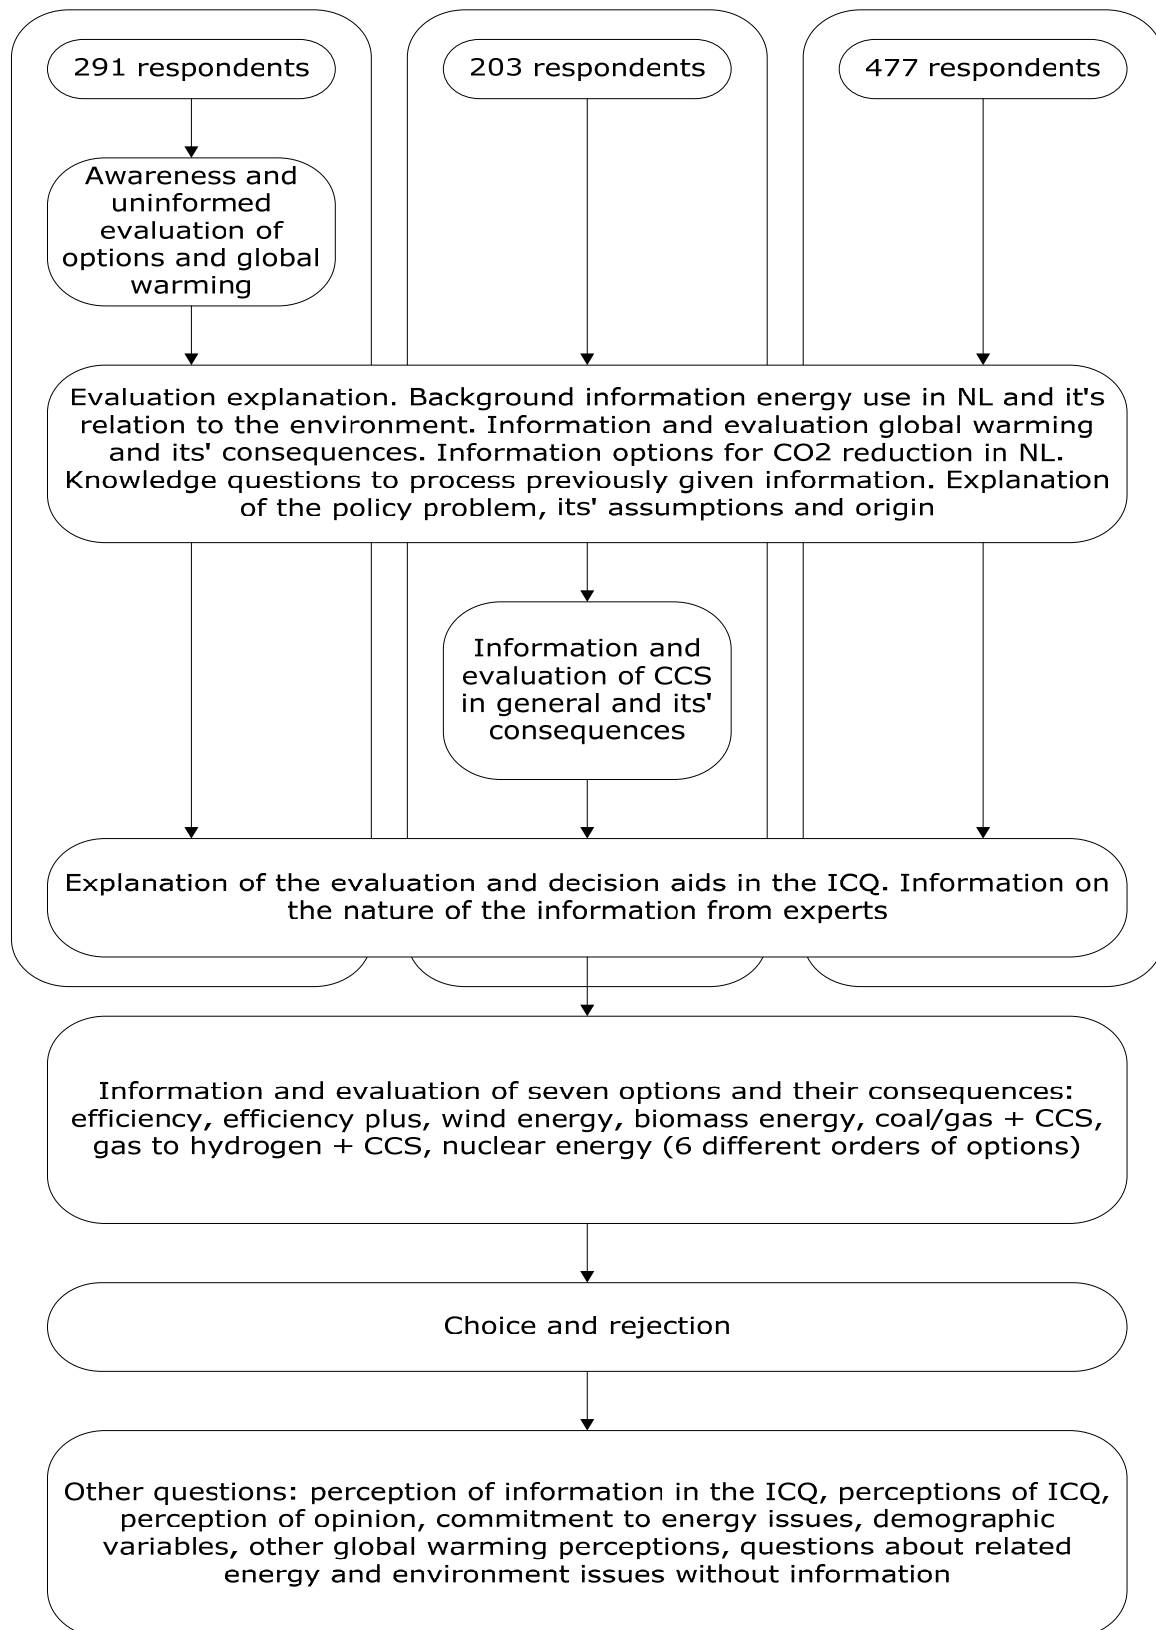 291 respondents
203 respondents
477 respondents
Awareness and
uninformed
evaluation of
options and global
warming
Evaluation explanation. Background information energy use in NL and it's
relation to the environment. Information and evaluation global warming
and its' consequences. Information options for CO2 reduction in NL.
Knowledge questions to process previously given information. Explanation
of the policy problem, its' assumptions and origin
Information and
evaluation of CCS
in general and its'
consequences
Explanation of the evaluation and decision aids in the ICQ. Information on
the nature of the information from experts
Information and evaluation of seven options and their consequences:
efficiency, efficiency plus, wind energy, biomass energy, coal/gas + CCS,
gas to hydrogen + CCS, nuclear energy (6 different orders of options)
Choice and rejection
Other questions: perception of information in the ICQ, perceptions of ICQ,
perception of opinion, commitment to energy issues, demographic
variables, other global warming perceptions, questions about related
energy and environment issues without information